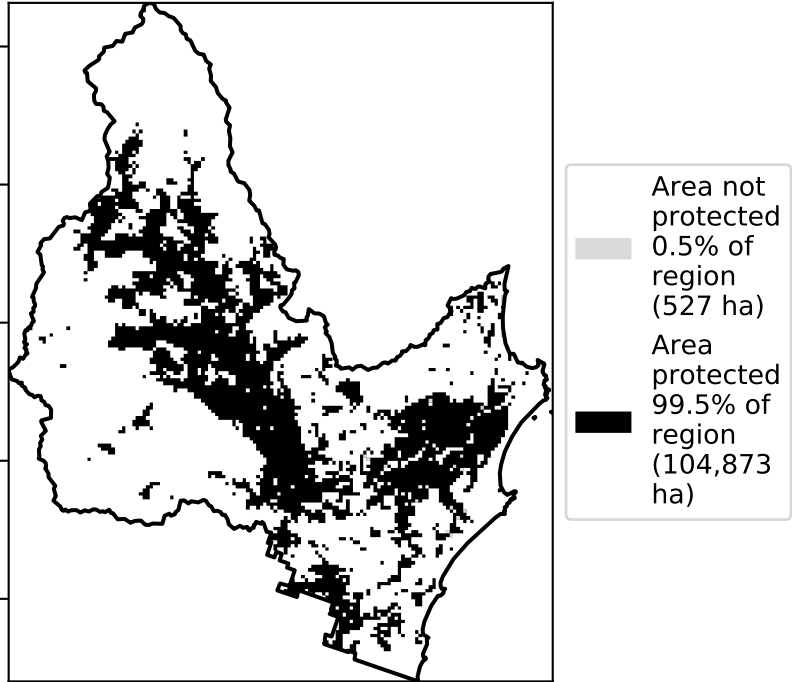 Area not
protected
0.5% of
region
(527 ha)
Area
protected
99.5% of
region
(104,873
ha)